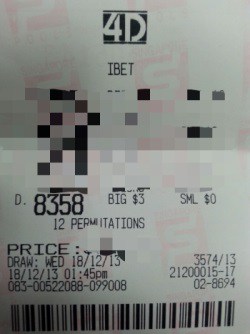 4D
IBET
D. 8358 BIG $3 SML $0
12 PERMUTATIONS
PRICE:
DRAW: WED 18/12/13 3574/13
18/12/13 01:45pm 21200015-17
083-00522088-099008 02-8694